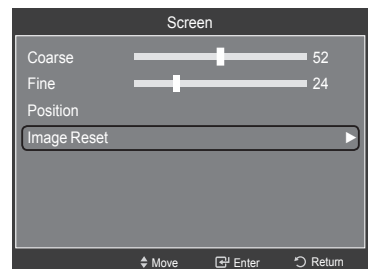 Screen
Coarse 52
Fine 24
Position
Image Reset
Move Enter Return